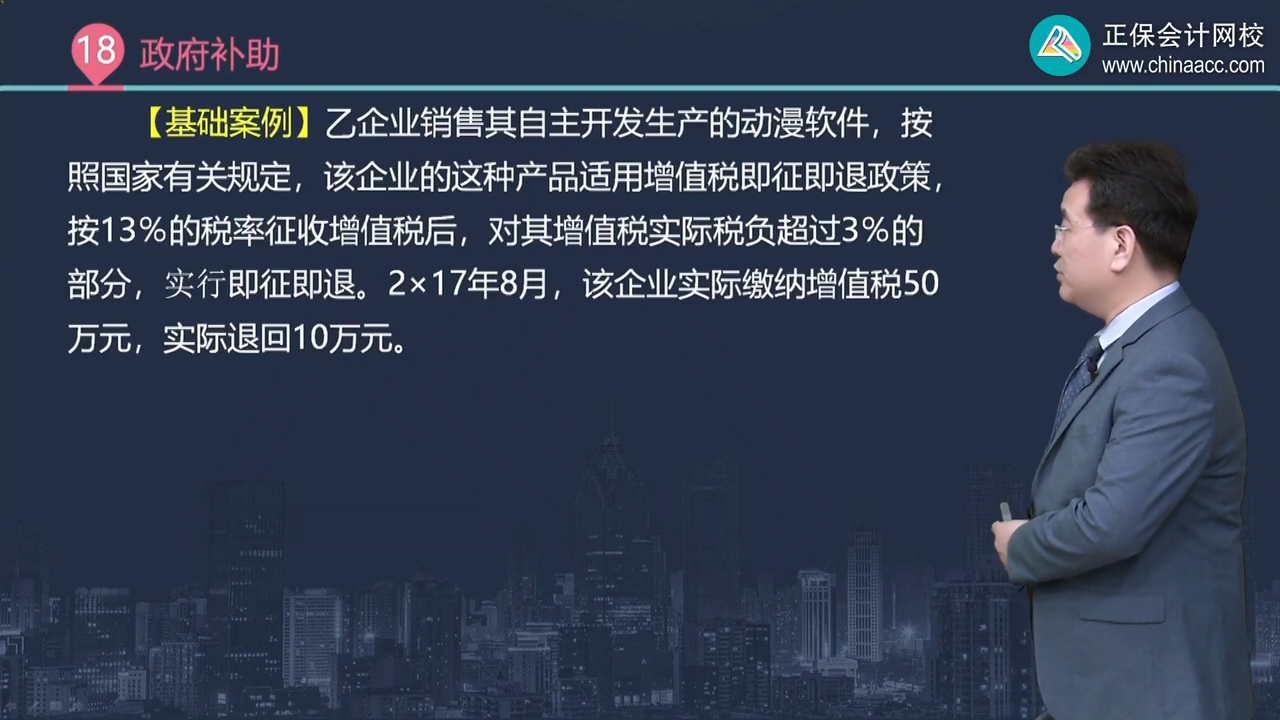 18 政府补助
正保会计网校
www.chinaacc.com
【基础案例】乙企业销售其自主开发生产的动漫软件，按
照国家有关规定，该企业的这种产品适用增值税即征即退政策，
按13%的税率征收增值税后，对其增值税实际税负超过3%的
部分，实行即征即退。2×17年8月，该企业实际缴纳增值税50
万元，实际退回10万元。